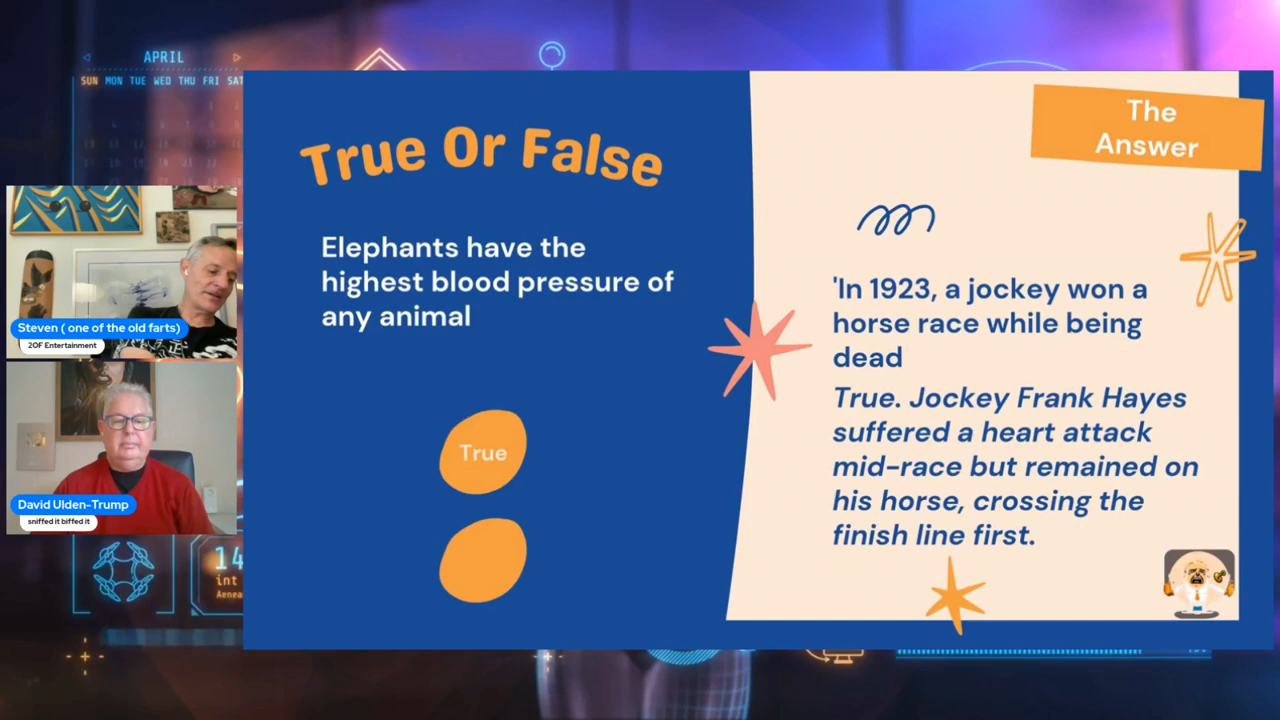 APRIL
SUN MON TUE WED THU FRI SAT
True Or False
Elephants have the
highest blood pressure of
any animal
True
The
Answer
'In 1923, a jockey won a
horse race while being
dead
True. Jockey Frank Hayes
suffered a heart attack
mid-race but remained on
his horse, crossing the
finish line first.
Steven ( one of the old farts)
2OF Entertainment
David Ulden-Trump
sniffed it biffed it
14
int
Aenea